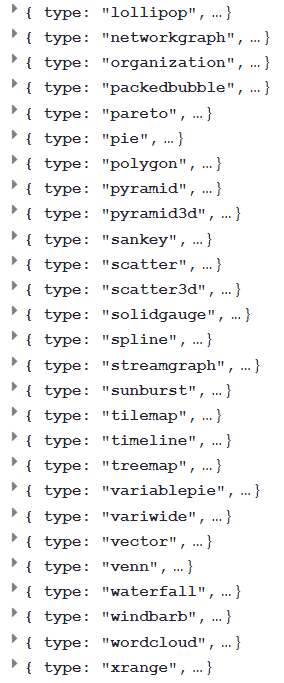 { type: "lollipop",…}
{ type: "networkgraph",…}
{ type: "organization",…}
{ type: "packedbubble",…}
{ type: "pareto",…}
{ type: "pie",…}
{ type: "polygon",…}
{ type: "pyramid",…}
{ type: "pyramid3d",…}
{ type: "sankey",…}
{ type: "scatter",…}
{ type: "scatter3d",…}
{ type: "solidgauge",…}
{ type: "spline",…}
{ type: "streamgraph",…}
{ type: "sunburst",…}
{ type: "tilemap",…}
{ type: "timeline",…}
{ type: "treemap",…}
{ type: "variablepie",…}
{ type: "variwide",…}
{ type: "vector",…}
{ type: "venn",…}
{ type: "waterfall",…}
{ type: "windbarb",…}
{ type: "wordcloud",…}
{ type: "xrange",…}